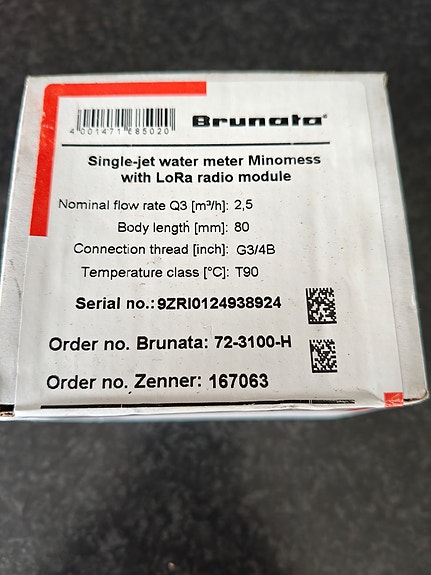 4 001471 685020
Brunata®
Single-jet water meter Minomess
with LoRa radio module
Nominal flow rate Q3 [m³/h]: 2,5
Body length [mm]: 80
Connection thread [inch]: G3/4B
Temperature class [°C]: T90
Serial no.: 9ZRI0124938924
Order no. Brunata: 72-3100-H
Order no. Zenner: 167063